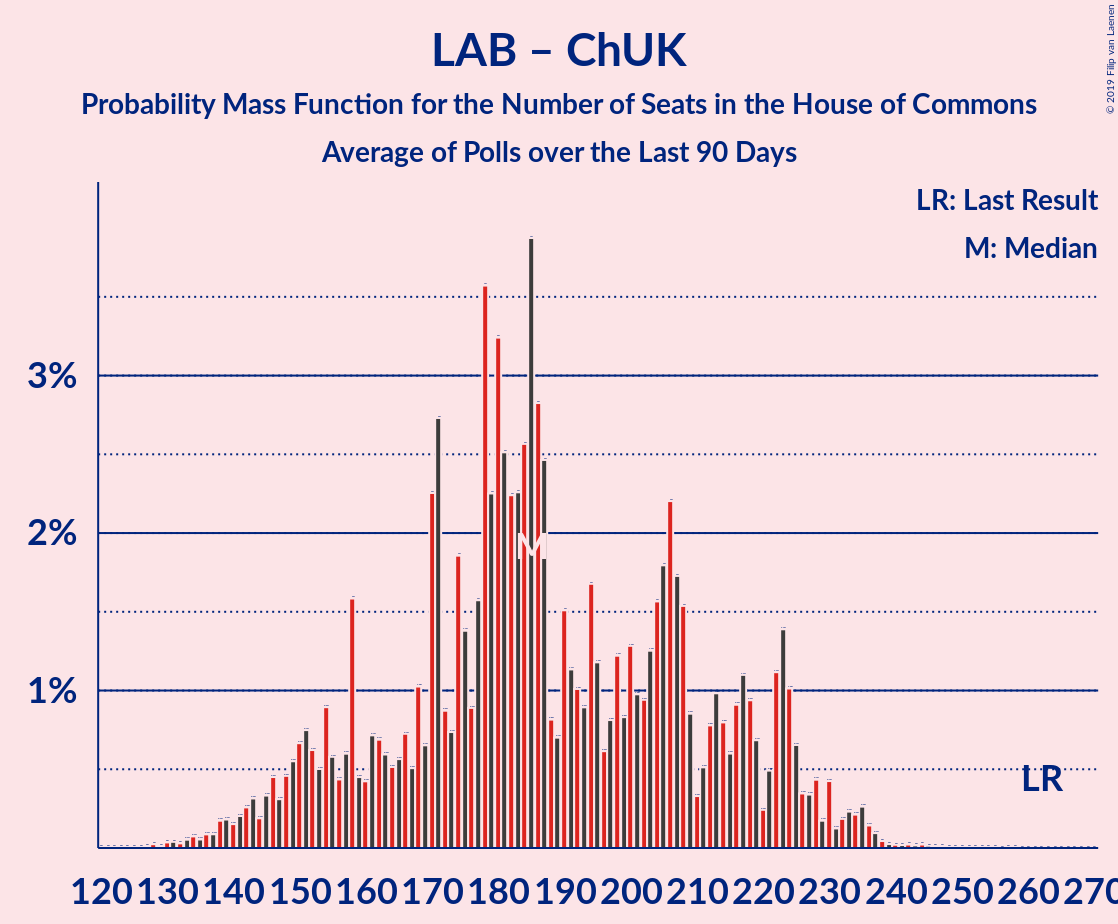 LAB – ChUK
Probability Mass Function for the Number of Seats in the House of Commons
Average of Polls over the Last 90 Days
© 2019 Filip van Laenen
LR: Last Result
M: Median
3%
2%
1%
M
LR
120 130 140 150 160 170 180 190 200 210 220 230 240 250 260 270